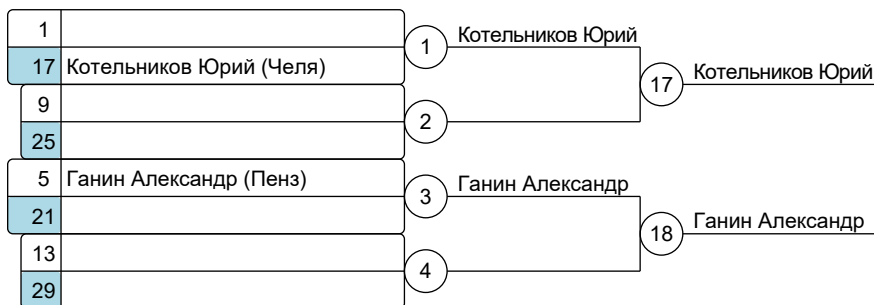 1
1 Котельников Юрий
17 Котельников Юрий (Челя)
17 Котельников Юрий
9
2
25
5 Ганин Александр (Пенз)
3 Ганин Александр
21
18 Ганин Александр
13
4
29